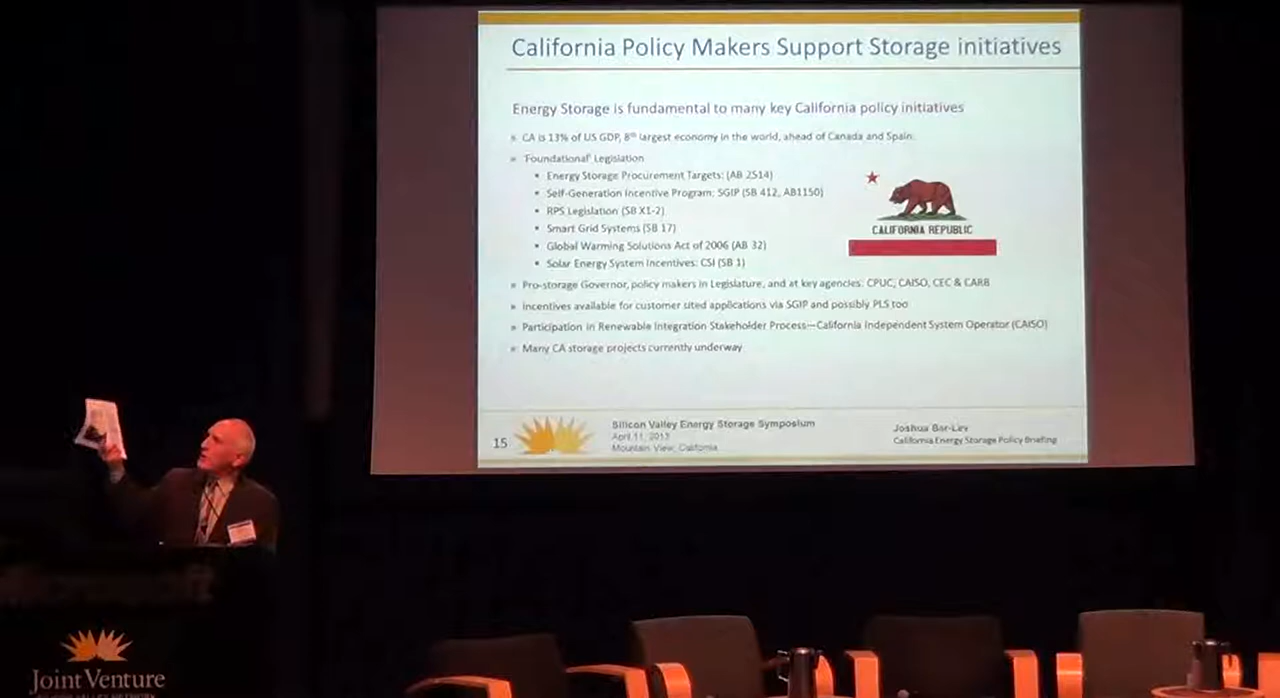 California Policy Makers Support Storage initiatives
Energy Storage is fundamental to many key California policy initiatives
» CA is 13% of US GDP, 8th largest economy in the world, ahead of Canada and Spain.
» 'Foundational' Legislation
▪ Energy Storage Procurement Targets: (AB 2514)
▪ Self-Generation Incentive Program: SGIP (SB 412, AB1150)
▪ RPS Legislation (SB X1-2)
▪ Smart Grid Systems (SB 17)
▪ Global Warming Solutions Act of 2006 (AB 32)
▪ Solar Energy System Incentives: CSI (SB 1)
CALIFORNIA REPUBLIC
» Pro-storage Governor, policy makers in Legislature, and at key agencies: CPUC, CAISO, CEC & CARB
» Incentives available for customer sited applications via SGIP and possibly PLS too
» Participation in Renewable Integration Stakeholder Process—California Independent System Operator (CAISO)
» Many CA storage projects currently underway
15
Silicon Valley Energy Storage Symposium
April 11, 2013
Mountain View, California
Joshua Bar-Lev
California Energy Storage Policy Briefing
Microsoft
Joint Venture
SILICON VALLEY NETWORK